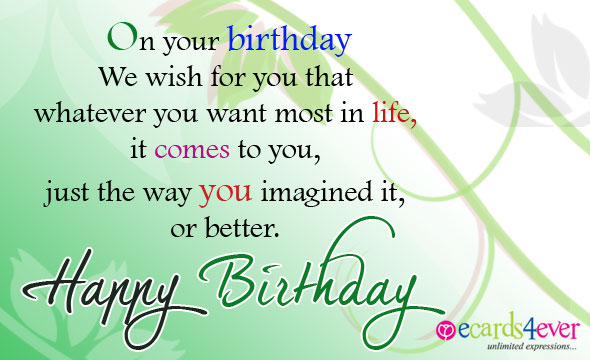 On your birthday
We wish for you that
whatever you want most in life,
it comes to you,
just the way you imagined it,
or better.
Happy Birthday
ecards4ever
unlimited expressions...